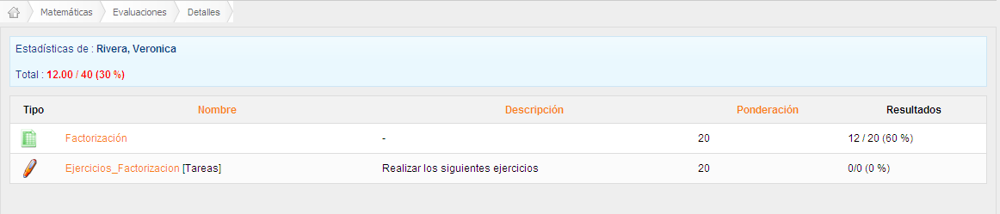 Matemáticas Evaluaciones Detalles
Estadísticas de : Rivera, Veronica
Total : 12.00 / 40 (30 %)
Tipo Nombre Descripción Ponderación Resultados
Factorización - 20 12 / 20 (60 %)
Ejercicios_Factorizacion [Tareas] Realizar los siguientes ejercicios 20 0/0 (0 %)